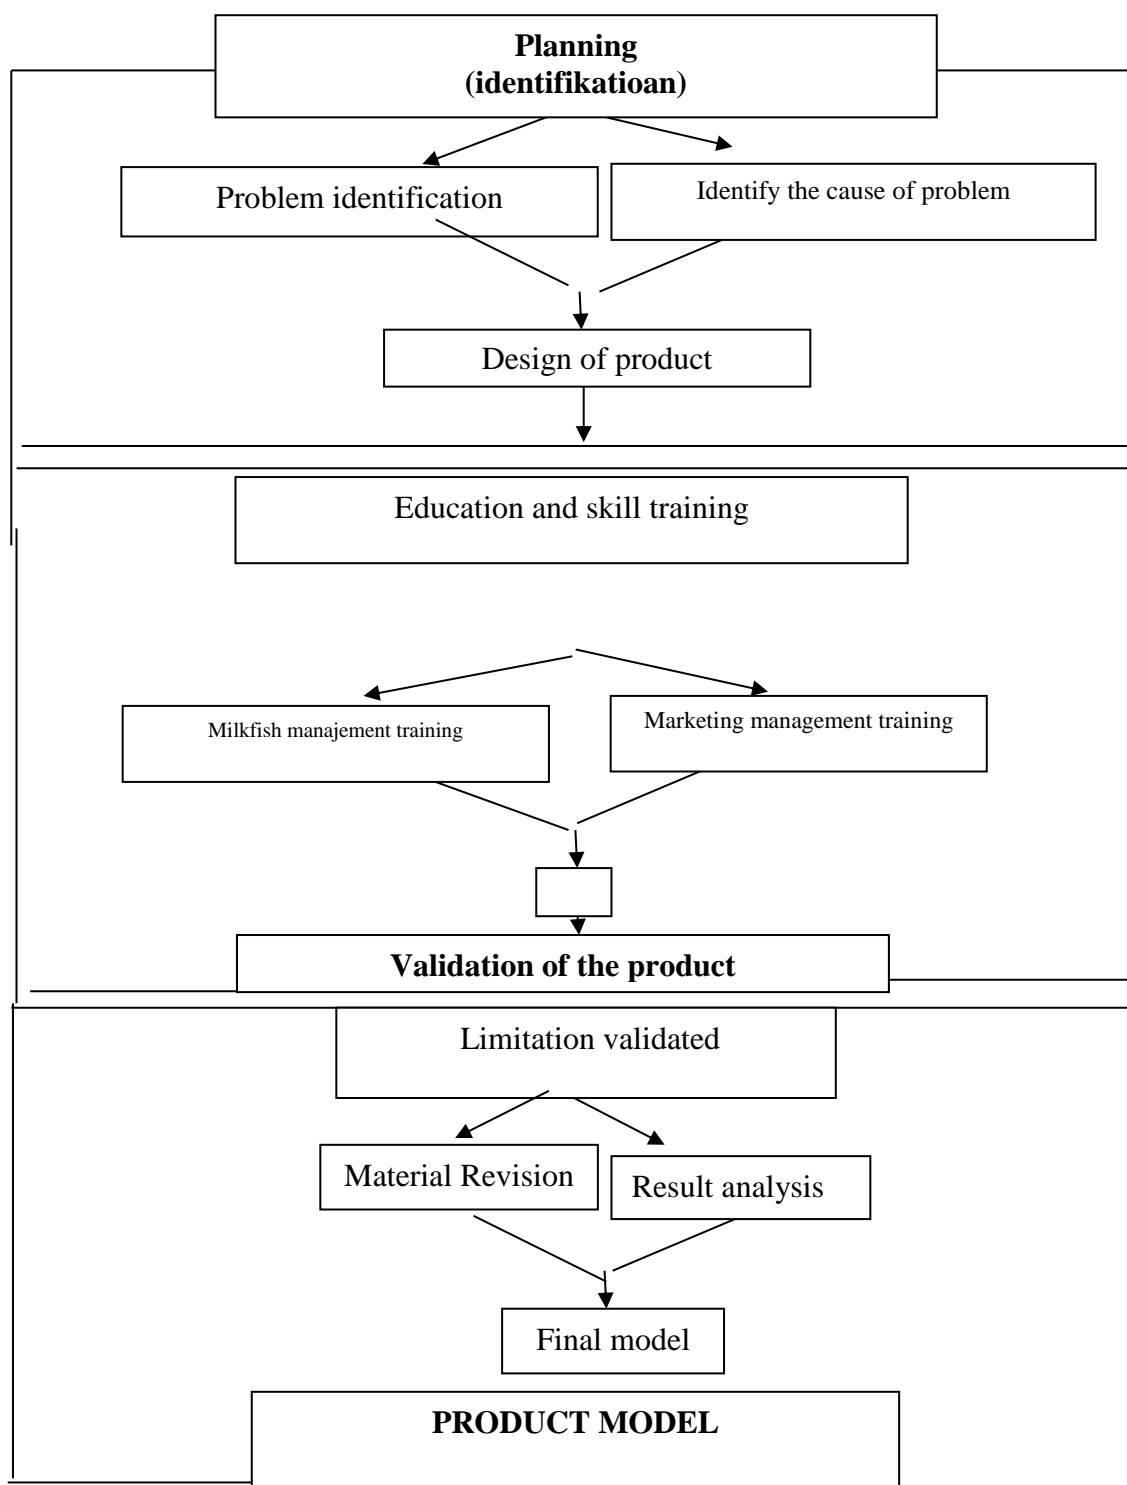 Planning
(identifikatioan)
Problem identification
Identify the cause of problem
Design of product
Education and skill training
Milkfish manajement training
Marketing management training
Validation of the product
Limitation validated
Material Revision
Result analysis
Final model
PRODUCT MODEL